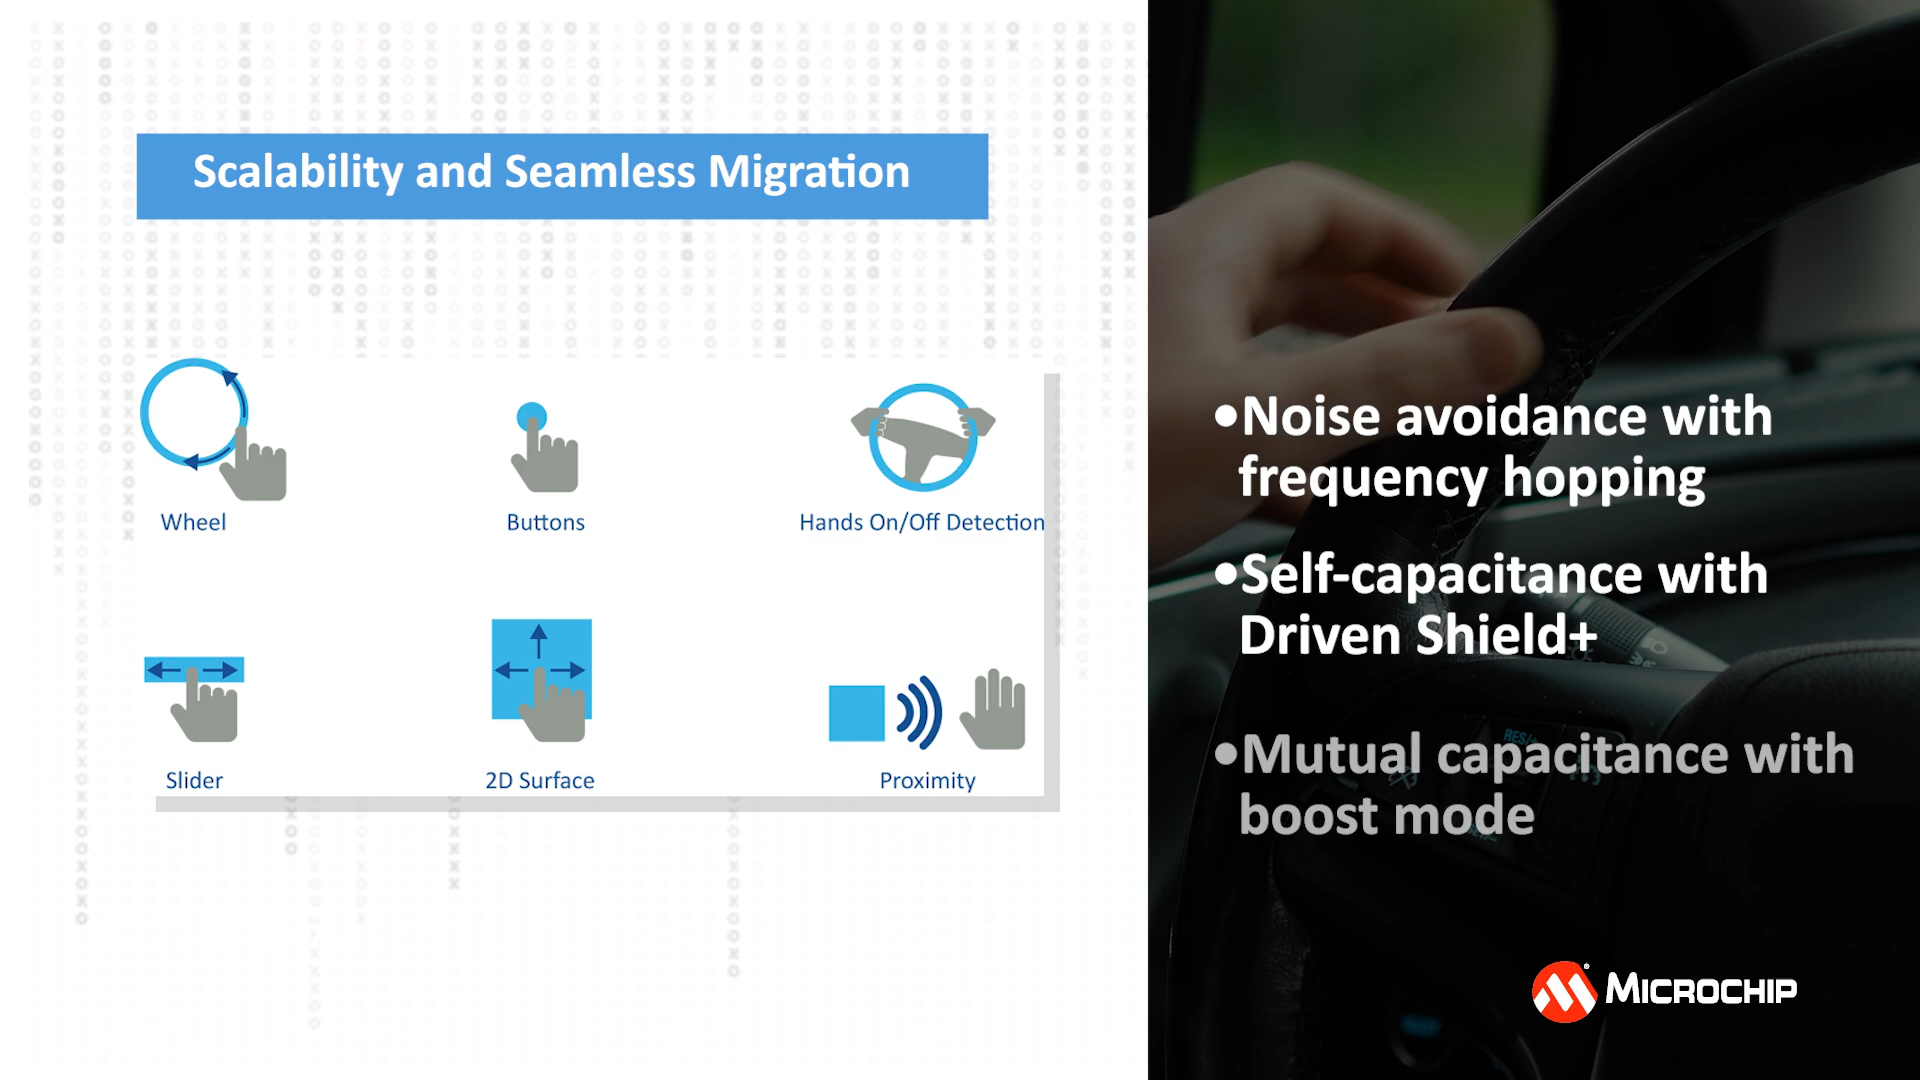 Scalability and Seamless Migration
Wheel
Buttons
Hands On/Off Detection
Slider
2D Surface
Proximity
•Noise avoidance with
frequency hopping
•Self-capacitance with
Driven Shield+
•Mutual capacitance with
boost mode
RES/+
MICROCHIP